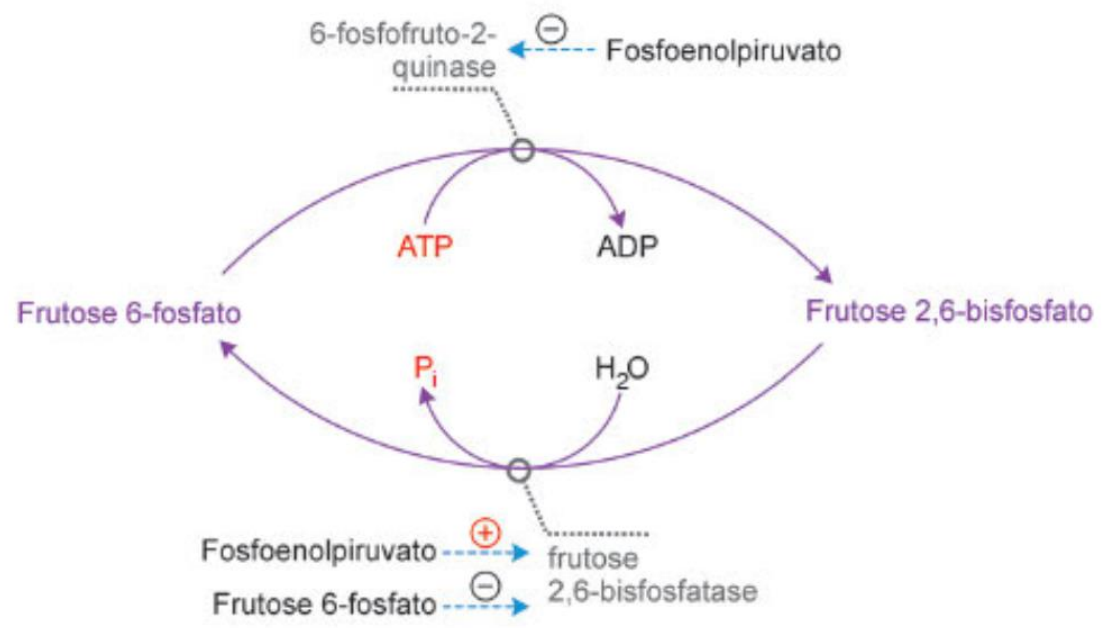 6-fosfofruto-2-
quinase
Fosfoenolpiruvato
ATP
ADP
Frutose 6-fosfato
Frutose 2,6-bisfosfato
Pi
H2O
Fosfoenolpiruvato
Frutose 6-fosfato
frutose
2,6-bisfosfatase